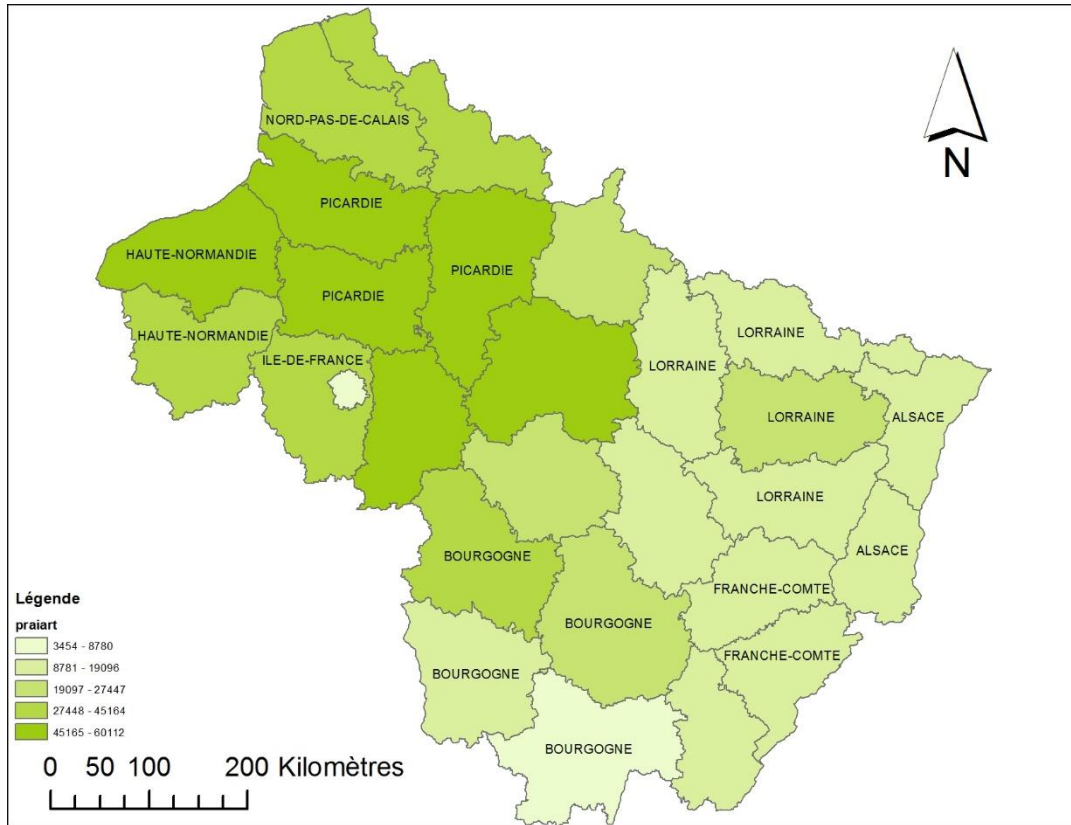 NORD-PAS-DE-CALAIS
N
PICARDIE
HAUTE-NORMANDIE
PICARDIE
PICARDIE
HAUTE-NORMANDIE
LORRAINE
ILE-DE-FRANCE
LORRAINE
LORRAINE
ALSACE
LORRAINE
BOURGOGNE
ALSACE
FRANCHE-COMTE
BOURGOGNE
FRANCHE-COMTE
BOURGOGNE
BOURGOGNE
Légende
praiart
3454 - 8780
8781 - 19096
19097 - 27447
27448 - 45164
45165 - 60112
0 50 100 200 Kilomètres